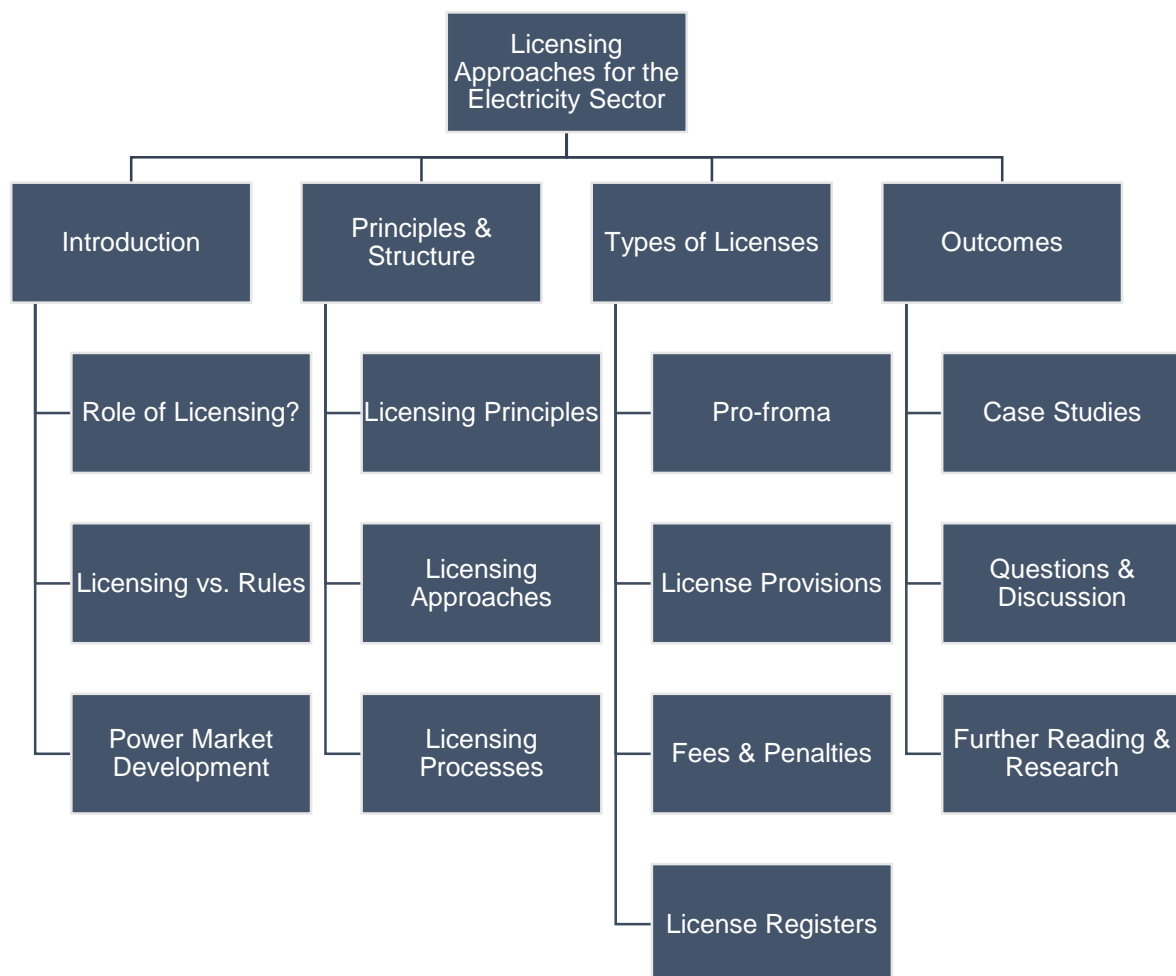 Licensing
Approaches for the
Electricity Sector
Introduction
Role of Licensing?
Licensing vs. Rules
Power Market
Development
Principles &
Structure
Licensing Principles
Licensing
Approaches
Licensing
Processes
Types of Licenses
Pro-froma
License Provisions
Fees & Penalties
License Registers
Outcomes
Case Studies
Questions &
Discussion
Further Reading &
Research